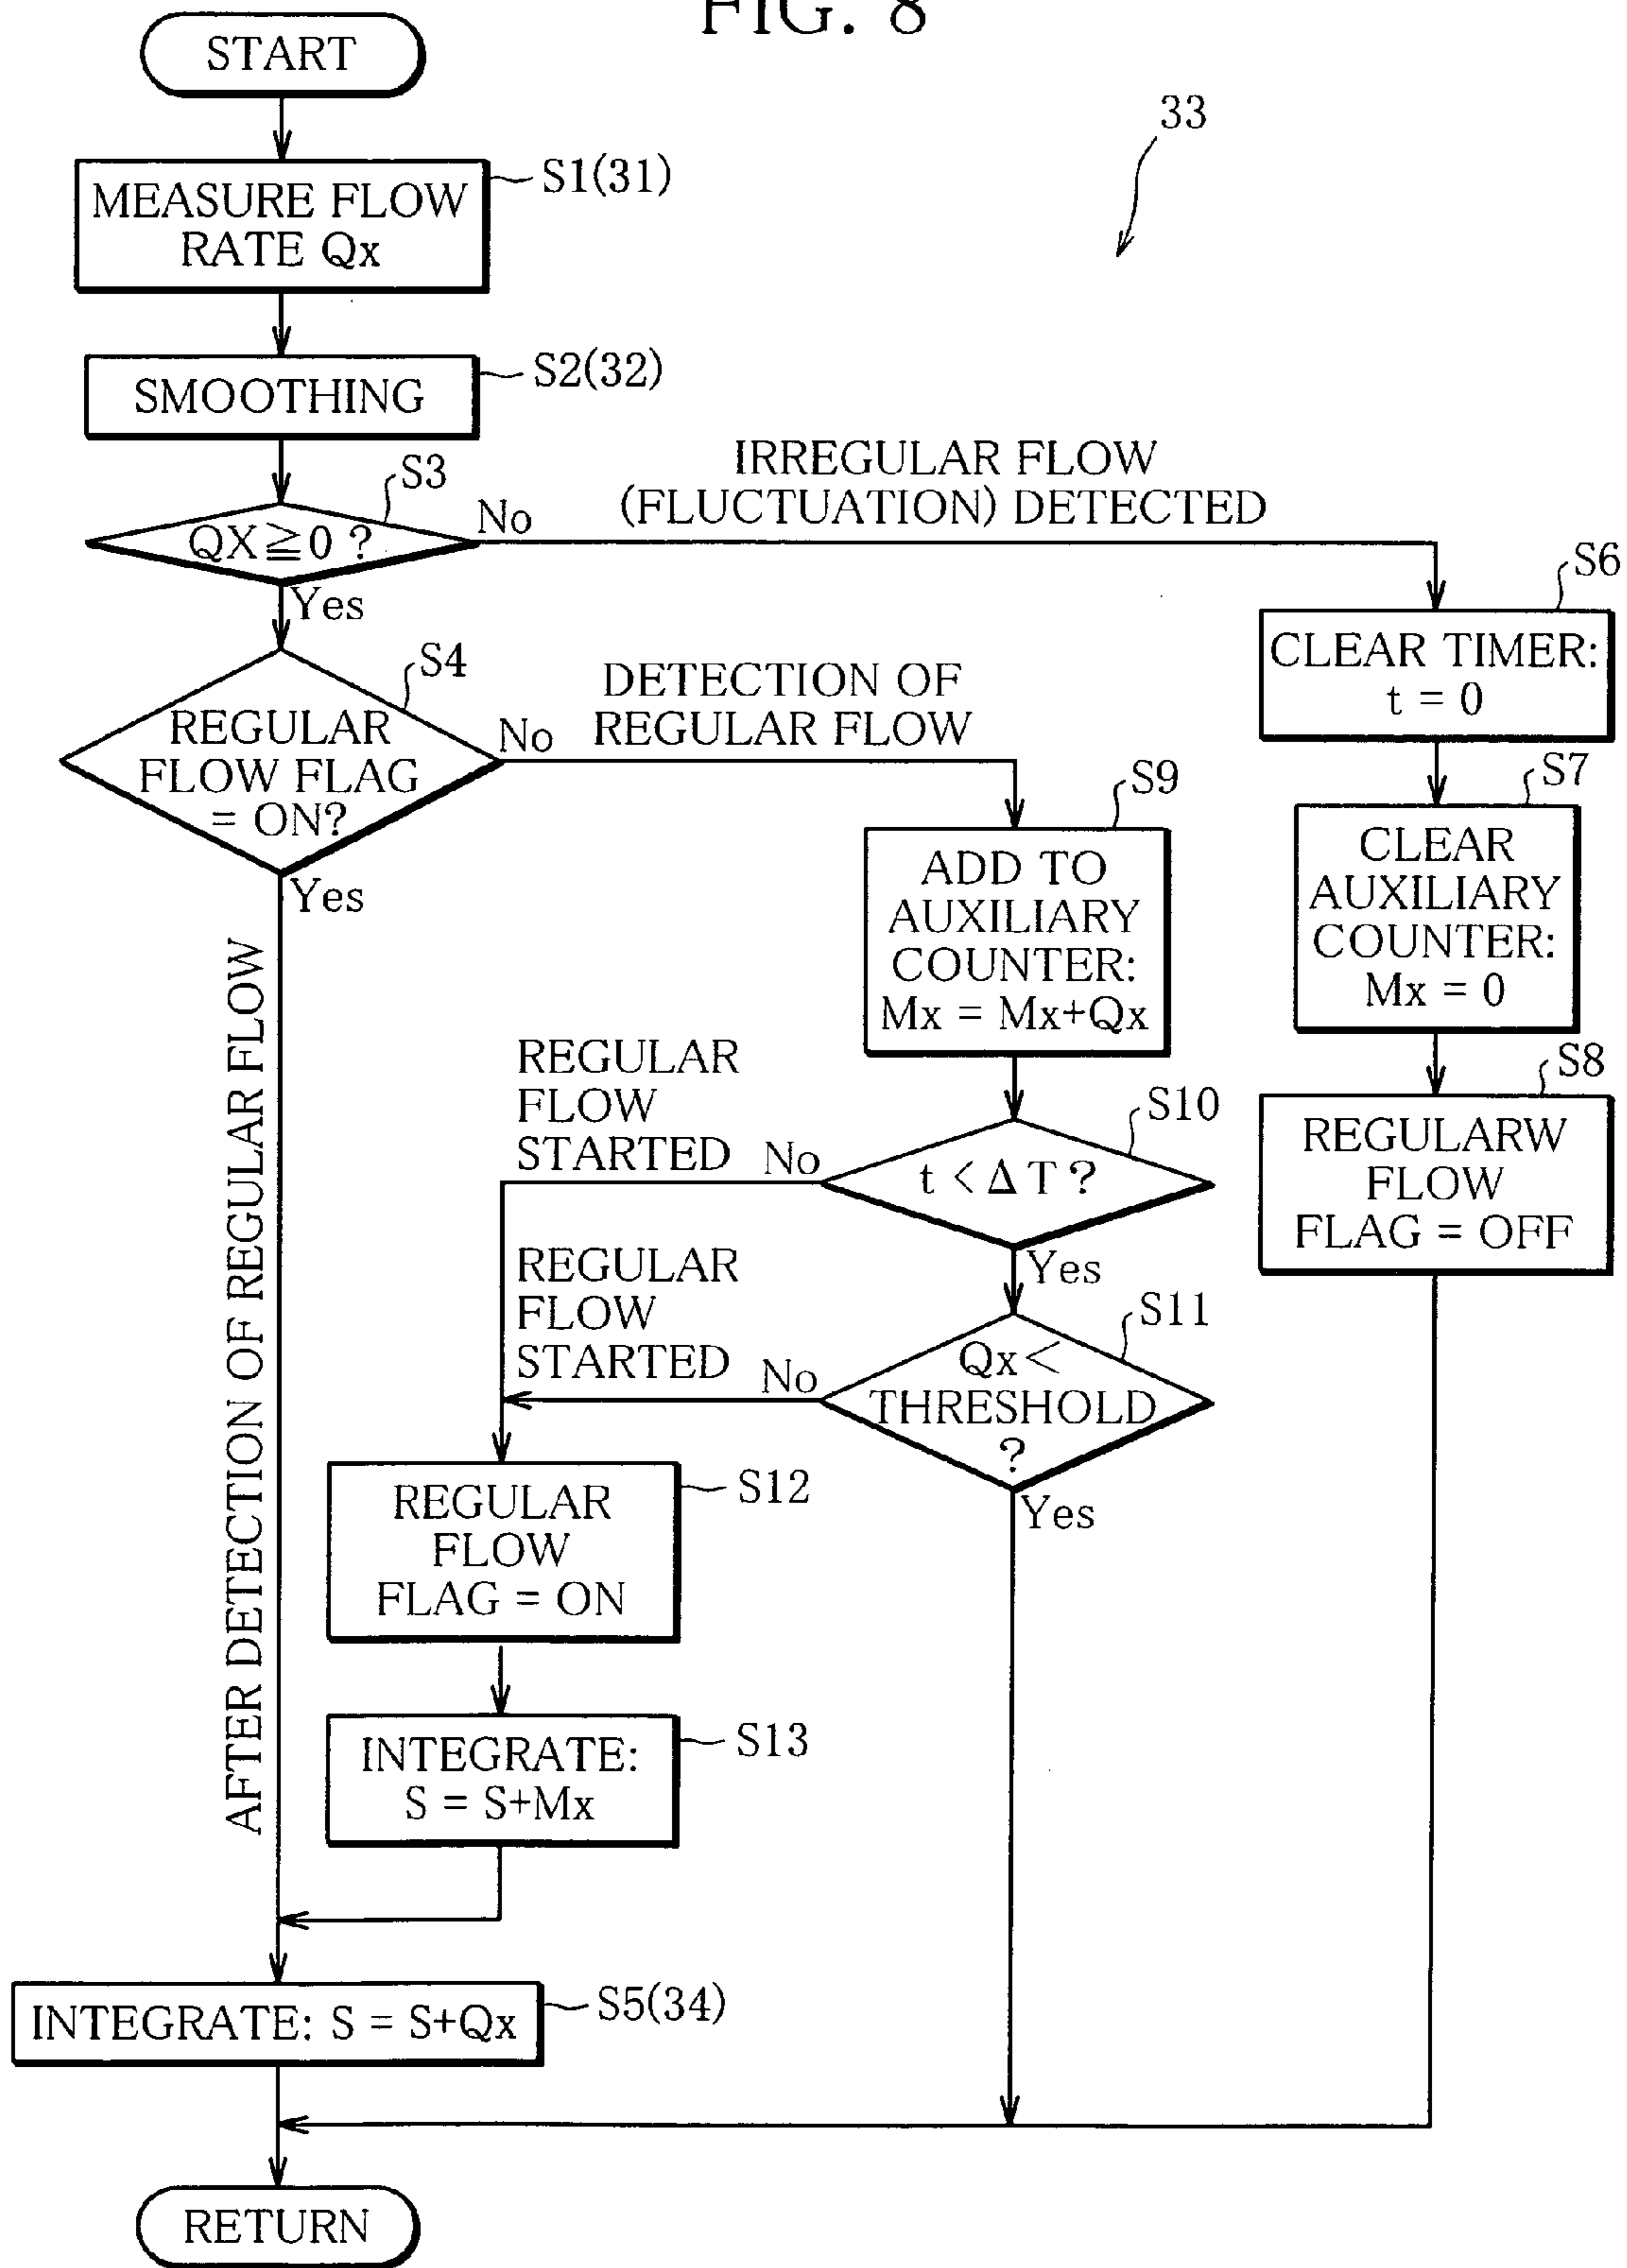 FIG. 8
START
33
MEASURE FLOW
RATE Qx
S1(31)
SMOOTHING
S2(32)
S3
QX≧0 ?
No
IRREGULAR FLOW
(FLUCTUATION) DETECTED
Yes
S6
CLEAR TIMER:
t = 0
S4
REGULAR
FLOW FLAG
= ON?
No
DETECTION OF
REGULAR FLOW
Yes
S7
CLEAR
AUXILIARY
COUNTER:
Mx = 0
S9
ADD TO
AUXILIARY
COUNTER:
Mx = Mx+Qx
S8
REGULARW
FLOW
FLAG = OFF
AFTER DETECTION OF REGULAR FLOW
REGULAR
FLOW
STARTED
No
S10
t < Δ T ?
Yes
REGULAR
FLOW
STARTED
No
S11
Qx<
THRESHOLD
?
Yes
REGULAR
FLOW
FLAG = ON
S12
INTEGRATE:
S = S+Mx
S13
INTEGRATE: S = S+Qx
S5(34)
RETURN